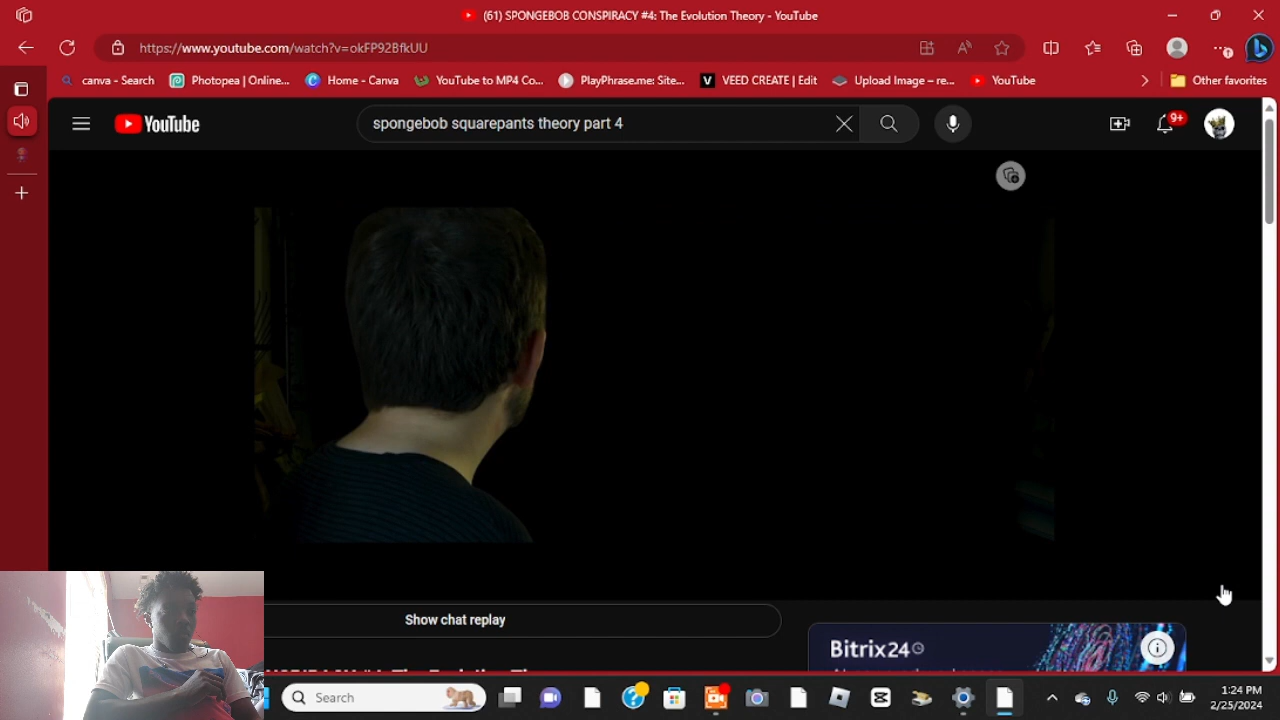 (61) SPONGEBOB CONSPIRACY #4: The Evolution Theory - YouTube
https://www.youtube.com/watch?v=okFP92BfkUU
canva - Search
Photopea | Online...
Home - Canva
YouTube to MP4 Co...
PlayPhrase.me: Site...
VEED CREATE | Edit
Upload Image – re...
YouTube
Other favorites
YouTube
spongebob squarepants theory part 4
9+
Show chat replay
Bitrix24
Search
1:24 PM
2/25/2024